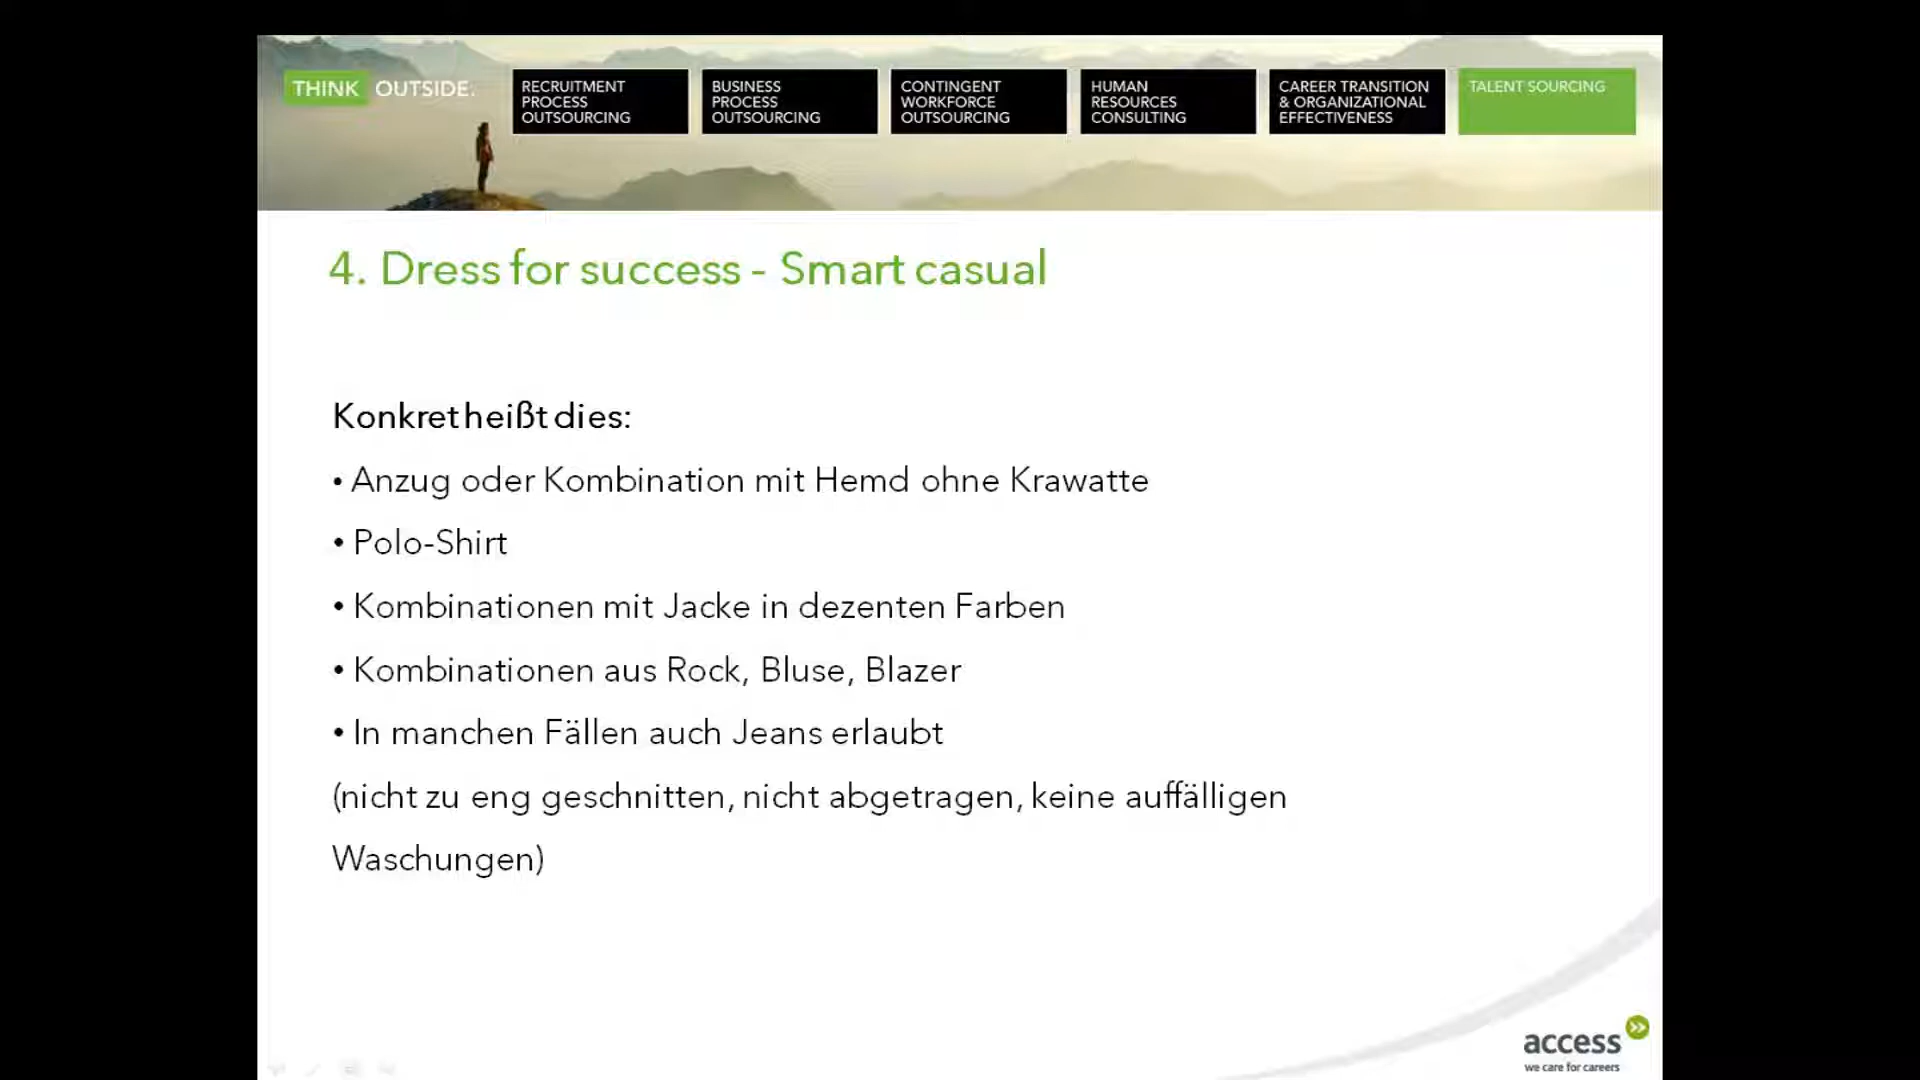 THINK OUTSIDE.
RECRUITMENT
PROCESS
OUTSOURCING
BUSINESS
PROCESS
OUTSOURCING
CONTINGENT
WORKFORCE
OUTSOURCING
HUMAN
RESOURCES
CONSULTING
CAREER TRANSITION
& ORGANIZATIONAL
EFFECTIVENESS
TALENT SOURCING
4. Dress for success - Smart casual
Konkret heißt dies:
• Anzug oder Kombination mit Hemd ohne Krawatte
• Polo-Shirt
• Kombinationen mit Jacke in dezenten Farben
• Kombinationen aus Rock, Bluse, Blazer
• In manchen Fällen auch Jeans erlaubt
(nicht zu eng geschnitten, nicht abgetragen, keine auffälligen
Waschungen)
access
we care for careers